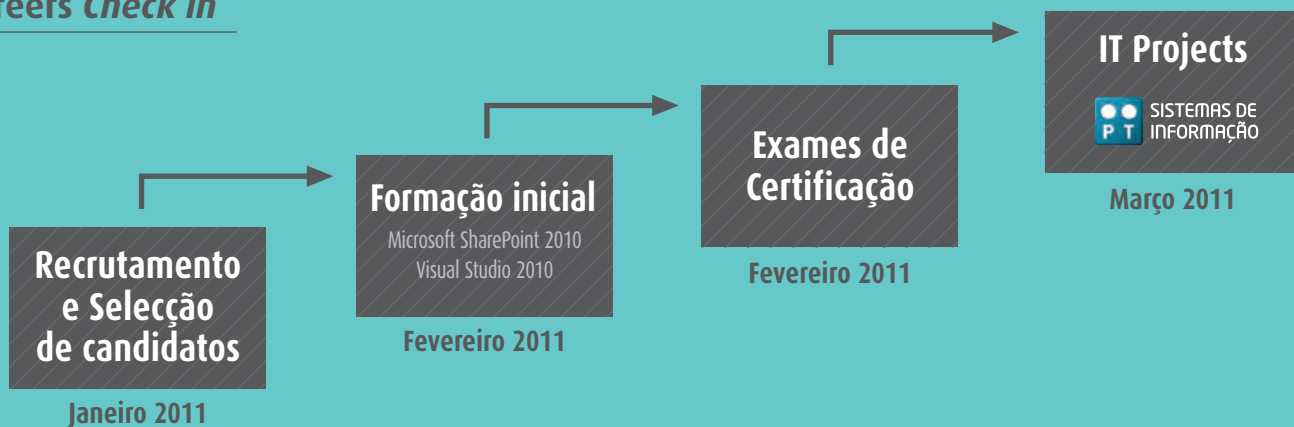 Check in
Recrutamento
e Selecção
de candidatos
Janeiro 2011
Formação inicial
Microsoft SharePoint 2010
Visual Studio 2010
Fevereiro 2011
Exames de
Certificação
Fevereiro 2011
IT Projects
PT
SISTEMAS DE
INFORMAÇÃO
Março 2011